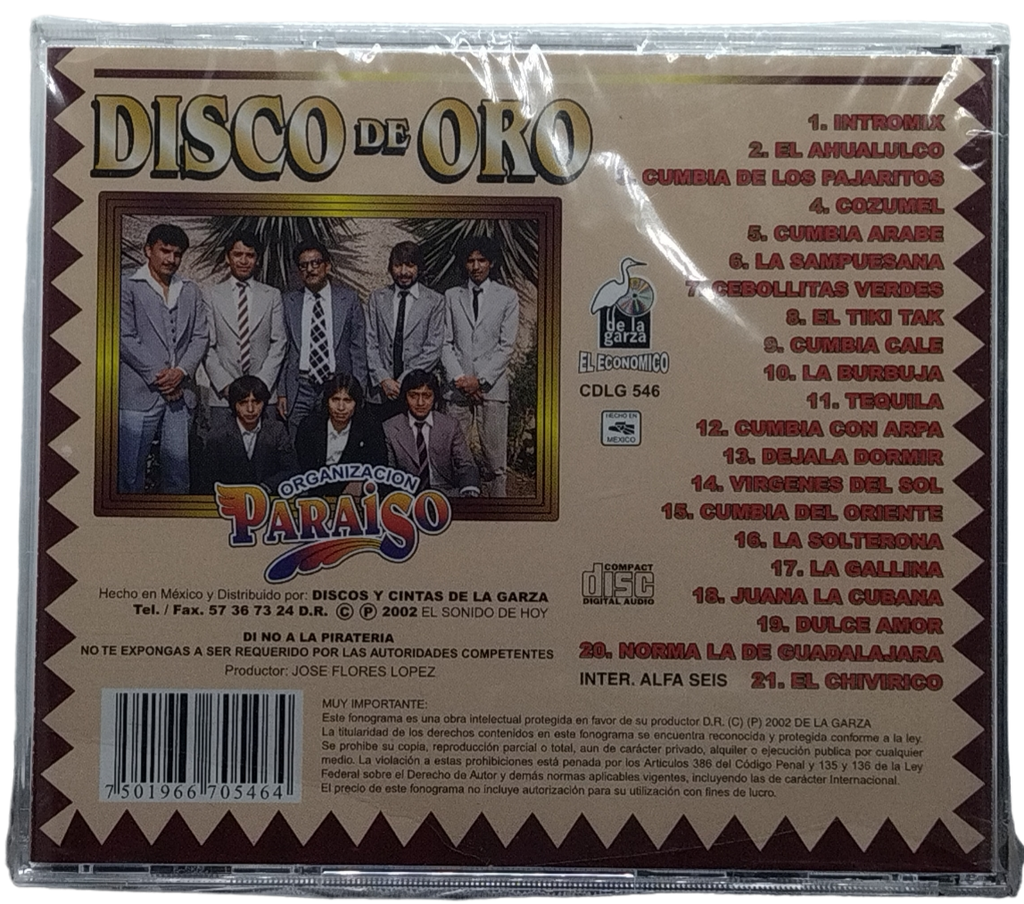 DISCO DE ORO
1. INTROMIX
2. EL AHUALULCO
3. CUMBIA DE LOS PAJARITOS
4. COZUMEL
5. CUMBIA ARABE
6. LA SAMPUESANA
7. CEBOLLITAS VERDES
8. EL TIKI TAK
9. CUMBIA CALE
10. LA BURBUJA
11. TEQUILA
12. CUMBIA CON ARPA
13. DEJALA DORMIR
14. VIRGENES DEL SOL
15. CUMBIA DEL ORIENTE
16. LA SOLTERONA
17. LA GALLINA
18. JUANA LA CUBANA
19. DULCE AMOR
20. NORMA LA DE GUADALAJARA
INTER. ALFA SEIS 21. EL CHIVIRICO
de la
garza
EL ECONOMICO
CDLG 546
HECHO EN
MEXICO
COMPACT
disc
DIGITAL AUDIO
ORGANIZACION
PARAISO
Hecho en México y Distribuido por: DISCOS Y CINTAS DE LA GARZA
Tel. / Fax. 57 36 73 24 D.R. © ℗ 2002 EL SONIDO DE HOY
DI NO A LA PIRATERIA
NO TE EXPONGAS A SER REQUERIDO POR LAS AUTORIDADES COMPETENTES
Productor: JOSE FLORES LOPEZ
7 501966 705464
MUY IMPORTANTE:
Este fonograma es una obra intelectual protegida en favor de su productor D.R. (C) (P) 2002 DE LA GARZA
La titularidad de los derechos contenidos en este fonograma se encuentra reconocida y protegida conforme a la ley.
Se prohibe su copia, reproducción parcial o total, aun de carácter privado, alquiler o ejecución publica por cualquier
medio. La violación a estas prohibiciones está penada por los Articulos 386 del Código Penal y 135 y 136 de la Ley
Federal sobre el Derecho de Autor y demás normas aplicables vigentes, incluyendo las de carácter Internacional.
El precio de este fonograma no incluye autorización para su utilización con fines de lucro.